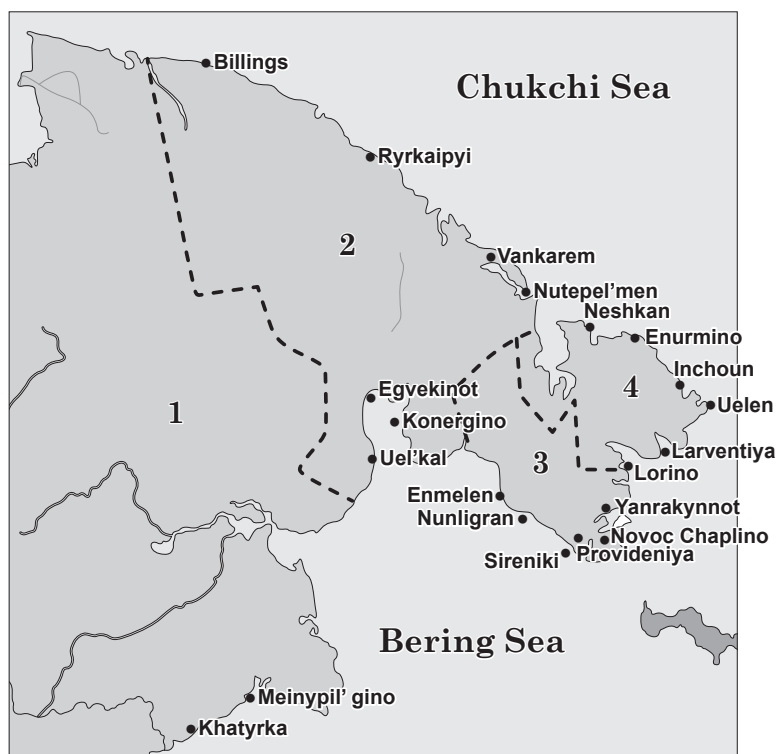 Billings
Chukchi Sea
Ryrkaipyi
2
Vankarem
Nutepel'men
Neshkan
Enurmino
Inchoun
4
Egvekinot
Uelen
1
Konergino
Larventiya
Uel'kal
3
Lorino
Enmelen
Yanrakynnot
Nunligran
Novoc Chaplino
Provideniya
Sireniki
Bering Sea
Meinypil' gino
Khatyrka